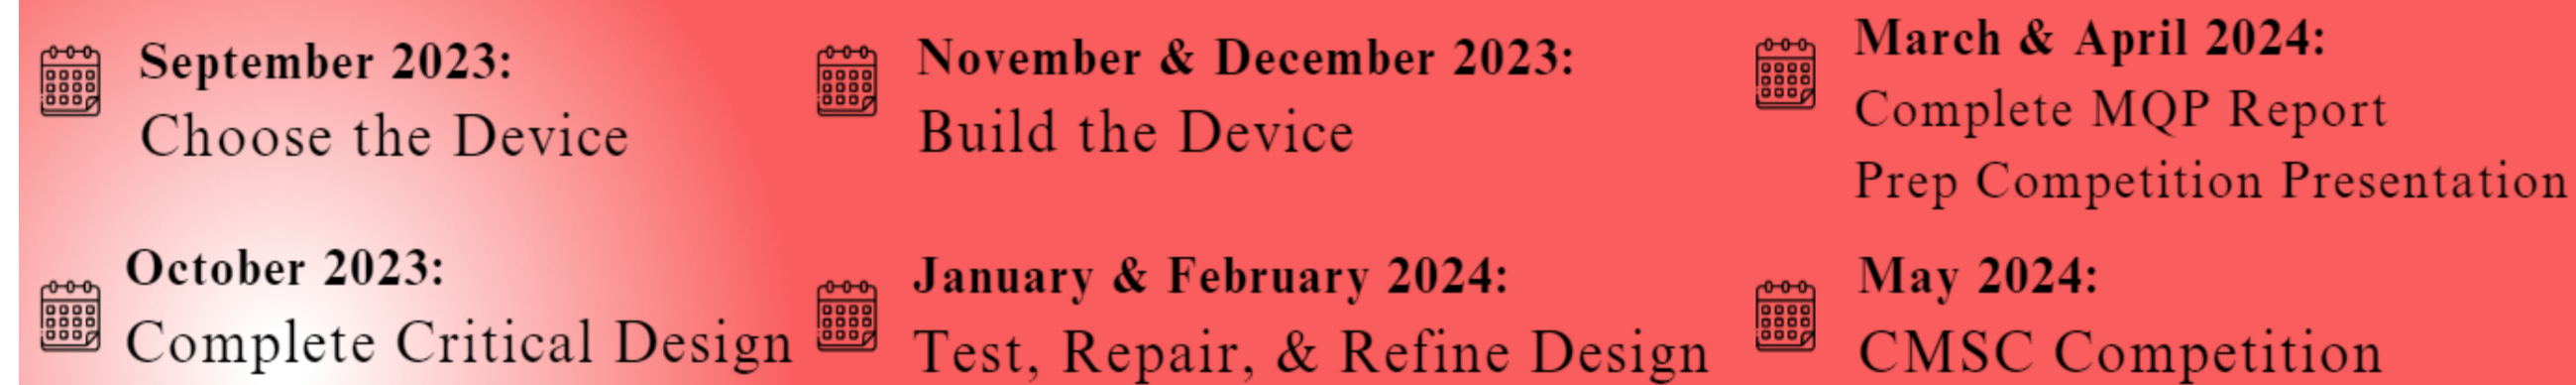 September 2023:
Choose the Device
October 2023:
Complete Critical Design
November & December 2023:
Build the Device
January & February 2024:
Test, Repair, & Refine Design
March & April 2024:
Complete MQP Report
Prep Competition Presentation
May 2024:
CMSC Competition